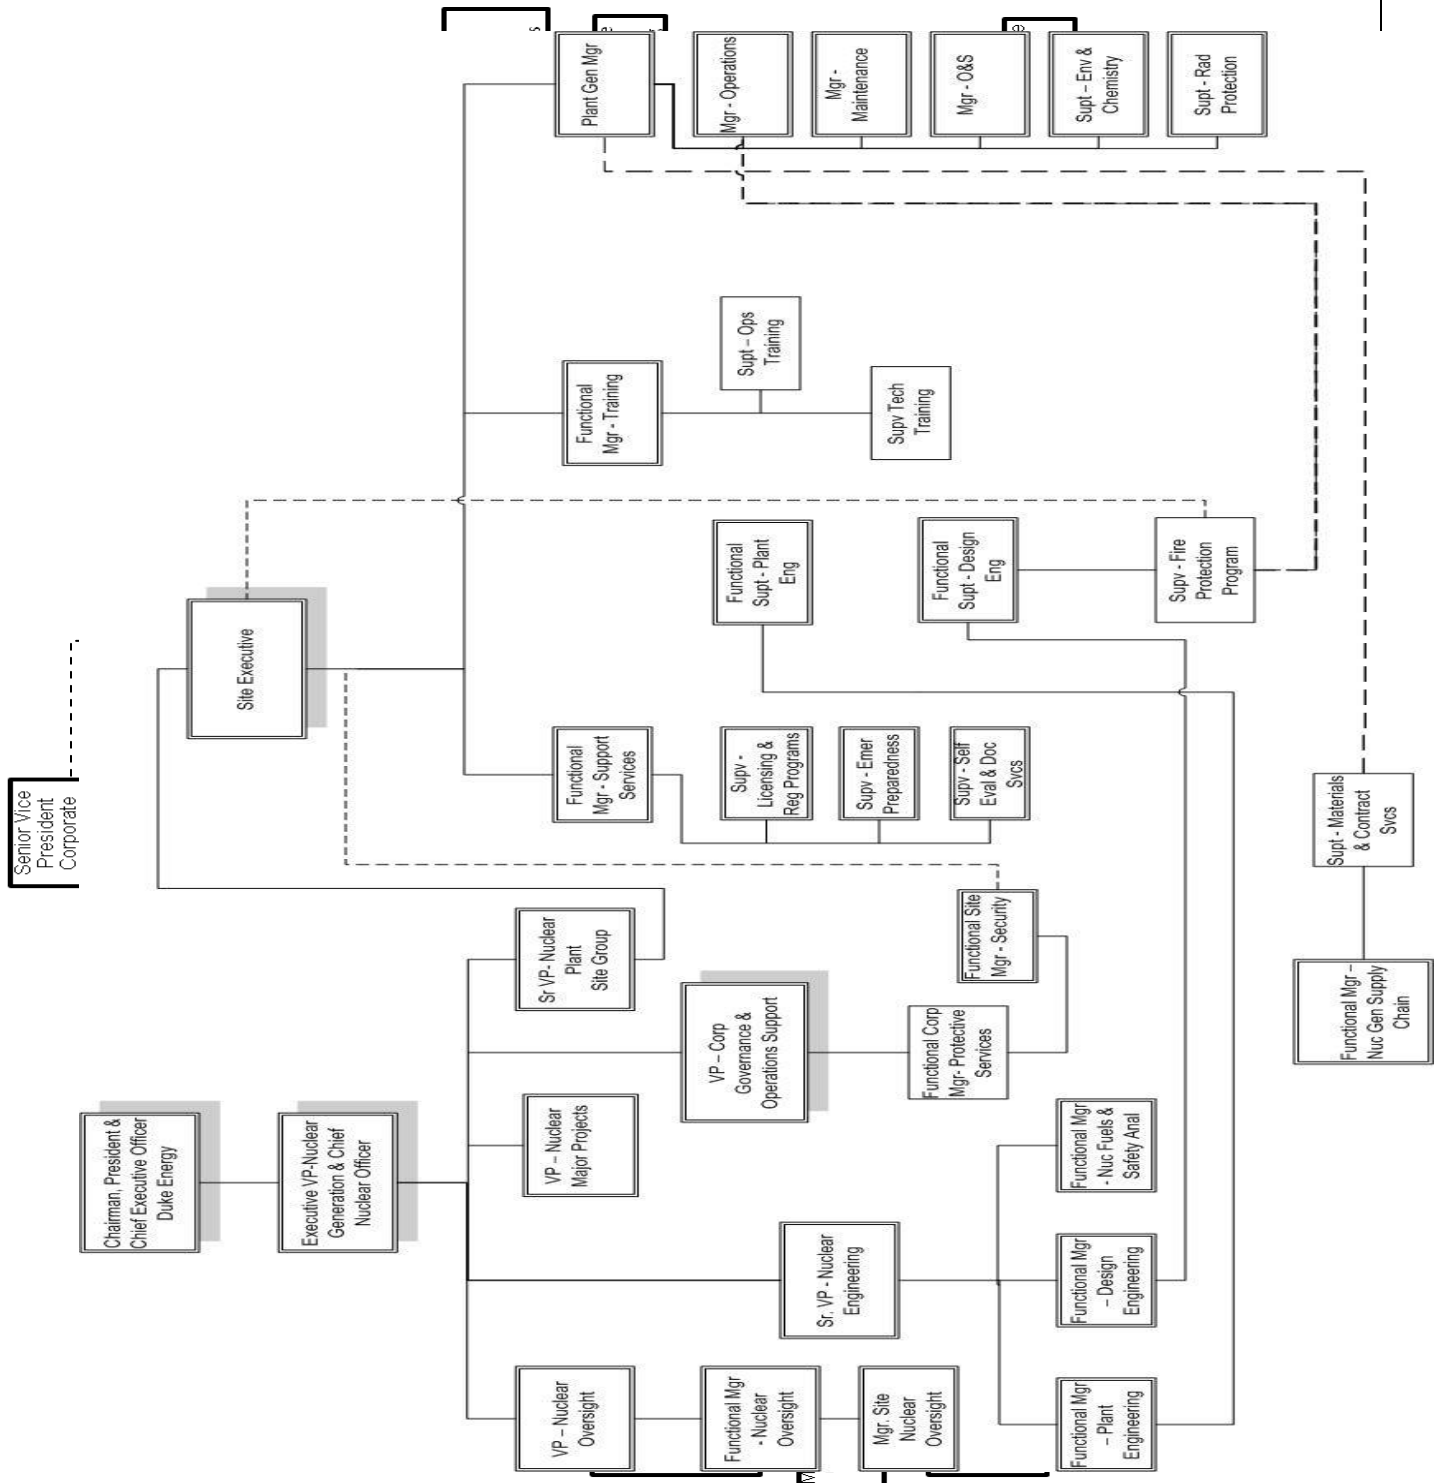 Senior Vice
President
Corporate
Chairman, President &
Chief Executive Officer
Duke Energy
Executive VP-Nuclear
Generation & Chief
Nuclear Officer
VP – Nuclear
Oversight
Functional Mgr
- Nuclear
Oversight
Mgr. Site
Nuclear
Oversight
Sr. VP - Nuclear
Engineering
Functional Mgr
– Plant
Engineering
Functional Mgr
– Design
Engineering
Functional Mgr
- Nuc Fuels &
Safety Anal
VP – Nuclear
Major Projects
VP – Corp
Governance &
Operations Support
Functional Corp
Mgr- Protective
Services
Functional Site
Mgr - Security
Sr VP- Nuclear
Plant
Site Group
Site Executive
Functional
Mgr - Support
Services
Supv -
Licensing &
Reg Programs
Supv - Emer
Preparedness
Supv - Self
Eval & Doc
Svcs
Functional
Supt - Plant
Eng
Functional
Supt - Design
Eng
Supv - Fire
Protection
Program
Functional
Mgr - Training
Supt – Ops
Training
Supv Tech
Training
Plant Gen Mgr
Mgr - Operations
Mgr -
Maintenance
Mgr - O&S
Supt – Env &
Chemistry
Supt - Rad
Protection
Supt - Materials
& Contract
Svcs
Functional Mgr –
Nuc Gen Supply
Chain